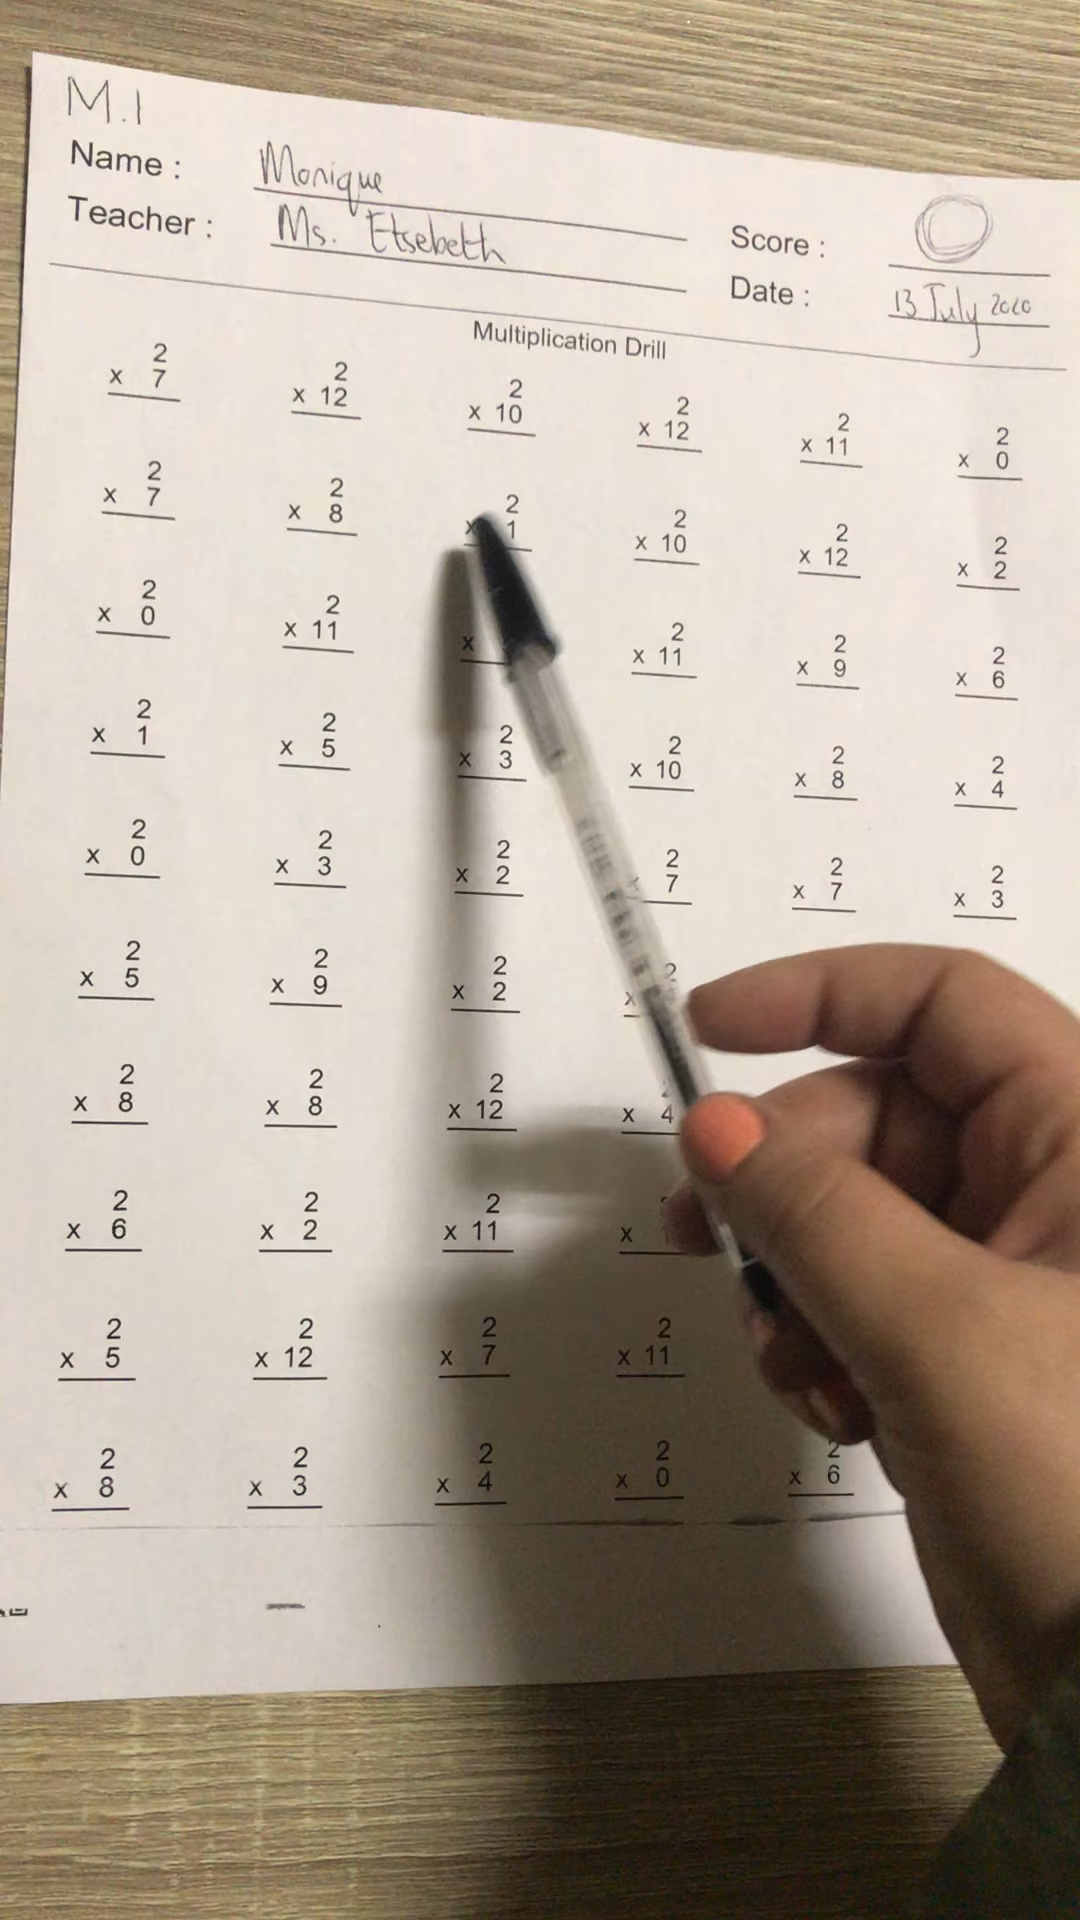 M.1
Name : Monique
Teacher : Ms. Etsebeth
Score :
Date : 13 July 2020
Multiplication Drill
2 2 2 2 2 2
x 7 x 12 x 10 x 12 x 11 x 0
2 2 2 2 2 2
x 7 x 8 x 1 x 10 x 12 x 2
2 2 2 2 2
x 0 x 11 x x 11 x 9 x 6
2 2 2 2 2 2
x 1 x 5 x 3 x 10 x 8 x 4
2 2 2 2 2 2
x 0 x 3 x 2 x 7 x 7 x 3
2 2 2 2
x 5 x 9 x 2 x
2 2 2
x 8 x 8 x 12 x 4
2 2 2
x 6 x 2 x 11 x
2 2 2 2
x 5 x 12 x 7 x 11
2 2 2 2 2
x 8 x 3 x 4 x 0 x 6